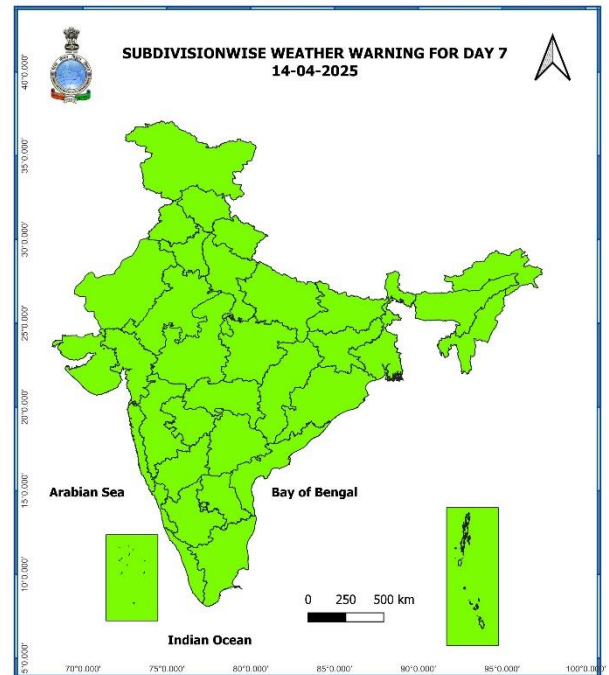 SUBDIVISIONWISE WEATHER WARNING FOR DAY 7
14-04-2025
40°0.000'
35°0.000'
30°0.000'
25°0.000'
20°0.000'
15°0.000'
10°0.000'
5°0.000'
Arabian Sea
Bay of Bengal
0 250 500 km
Indian Ocean
70°0.000' 75°0.000' 80°0.000' 85°0.000' 90°0.000' 95°0.000' 100°0.000'